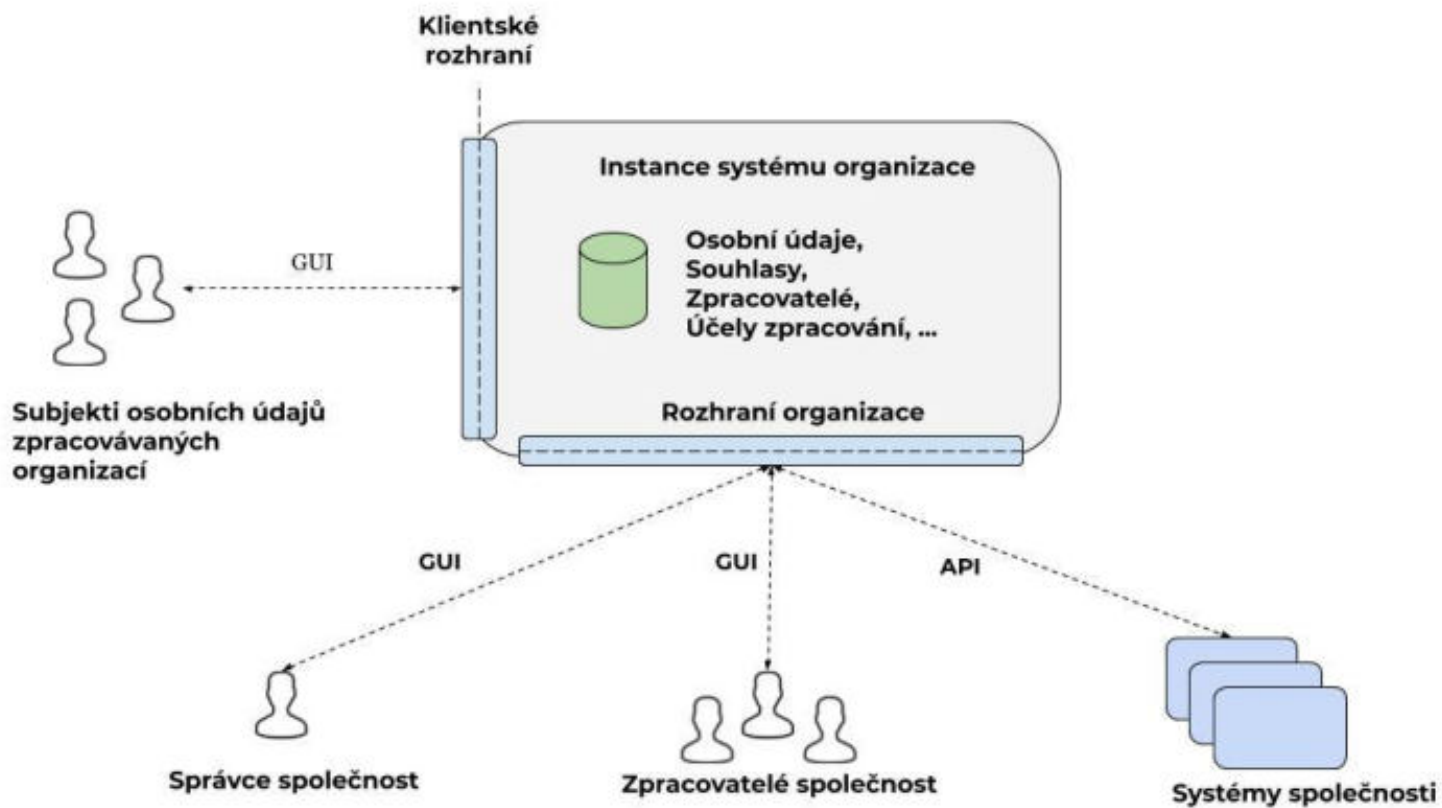 Klientské
rozhraní
Instance systému organizace
Osobní údaje,
Souhlasy,
Zpracovatelé,
Účely zpracování, ...
GUI
Subjekti osobních údajů
zpracovávaných
organizací
Rozhraní organizace
GUI
GUI
API
Správce společnost
Zpracovatelé společnost
Systémy společnosti